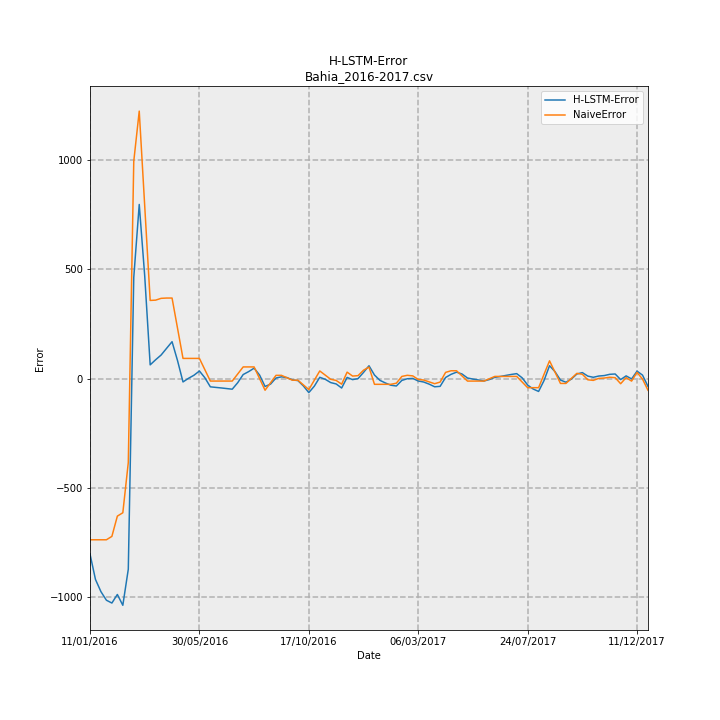 H-LSTM-Error
Bahia_2016-2017.csv
H-LSTM-Error
NaiveError
1000
500
0
−500
−1000
Error
11/01/2016 30/05/2016 17/10/2016 06/03/2017 24/07/2017 11/12/2017
Date